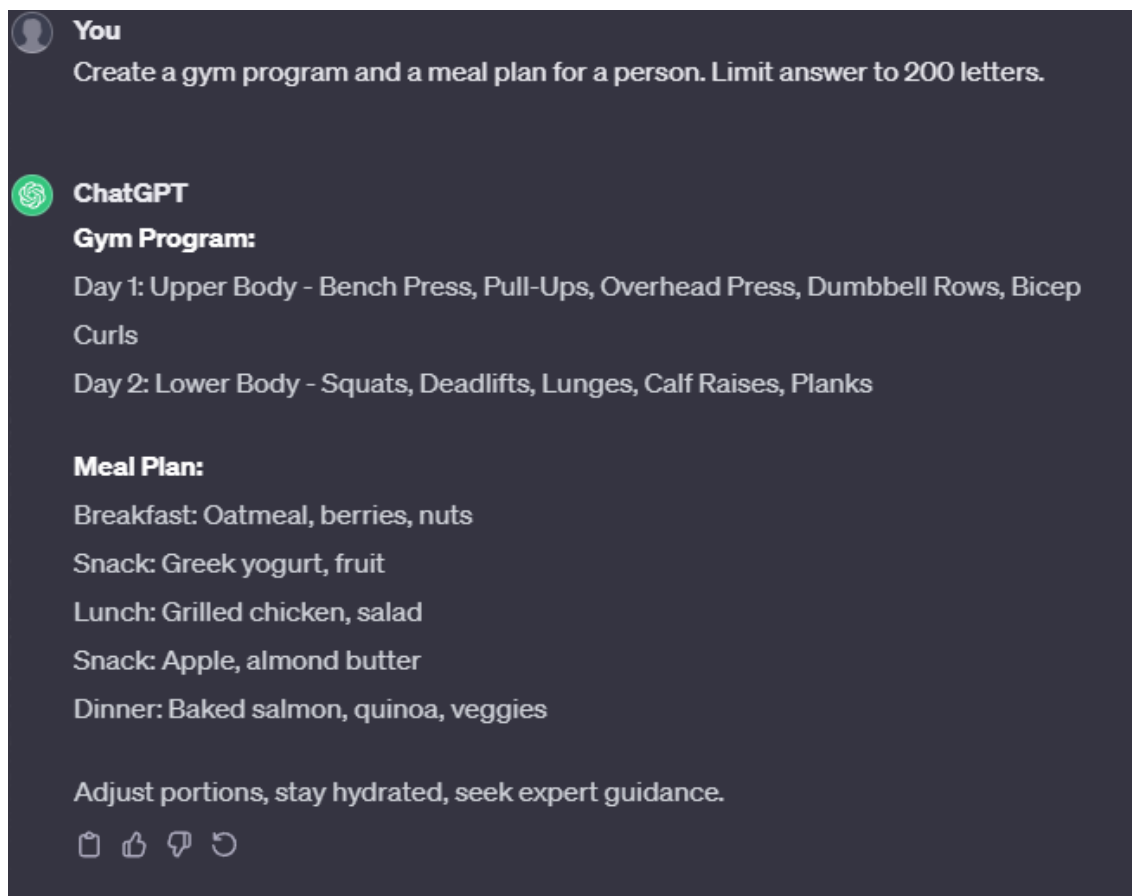 You
Create a gym program and a meal plan for a person. Limit answer to 200 letters.
ChatGPT
Gym Program:
Day 1: Upper Body - Bench Press, Pull-Ups, Overhead Press, Dumbbell Rows, Bicep
Curls
Day 2: Lower Body - Squats, Deadlifts, Lunges, Calf Raises, Planks
Meal Plan:
Breakfast: Oatmeal, berries, nuts
Snack: Greek yogurt, fruit
Lunch: Grilled chicken, salad
Snack: Apple, almond butter
Dinner: Baked salmon, quinoa, veggies
Adjust portions, stay hydrated, seek expert guidance.